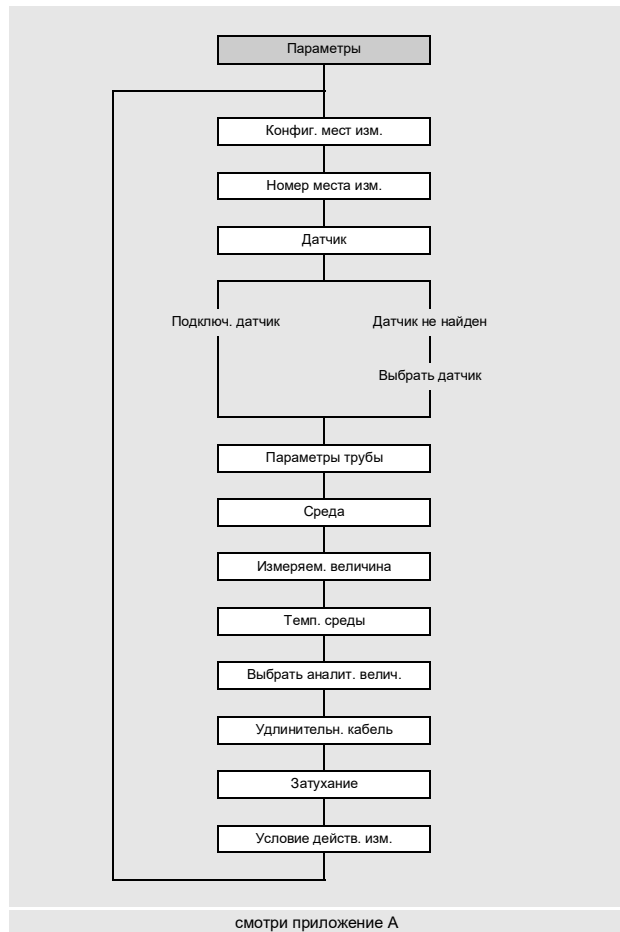 Параметры
Конфиг. мест изм.
Номер места изм.
Датчик
Подключ. датчик
Датчик не найден
Выбрать датчик
Параметры трубы
Среда
Измеряем. величина
Темп. среды
Выбрать аналит. велич.
Удлинительн. кабель
Затухание
Условие действ. изм.
смотри приложение A